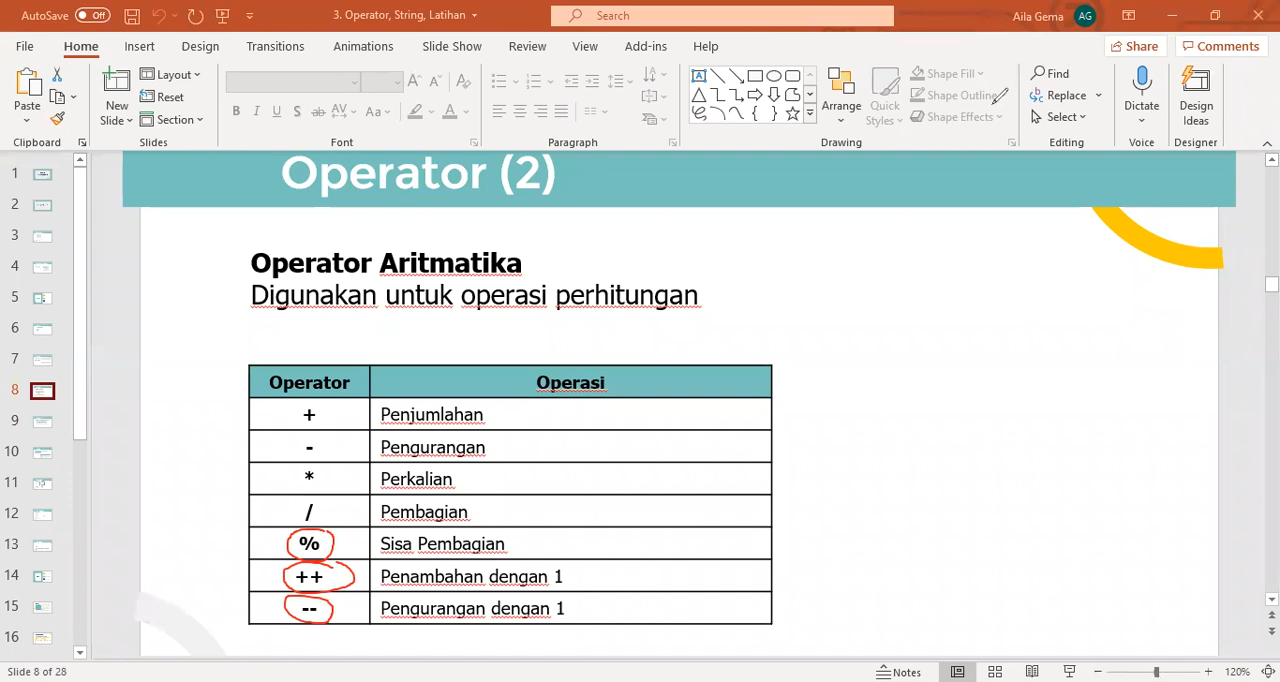 AutoSave Off 3. Operator, String, Latihan Search Aila Gema AG
File Home Insert Design Transitions Animations Slide Show Review View Add-ins Help Share Comments
Paste New Slide Layout Reset Section
B I U S ab AV Aa A
A A A
Arrange Quick Styles Shape Fill Shape Outline Shape Effects
Find Replace Select
Dictate Design Ideas
Clipboard Slides Font Paragraph Drawing Editing Voice Designer
1
2
3
4
5
6
7
8
9
10
11
12
13
14
15
16
Operator (2)
Operator Aritmatika
Digunakan untuk operasi perhitungan
Operator Operasi
+ Penjumlahan
- Pengurangan
* Perkalian
/ Pembagian
% Sisa Pembagian
++ Penambahan dengan 1
-- Pengurangan dengan 1
Slide 8 of 28 Notes 120%